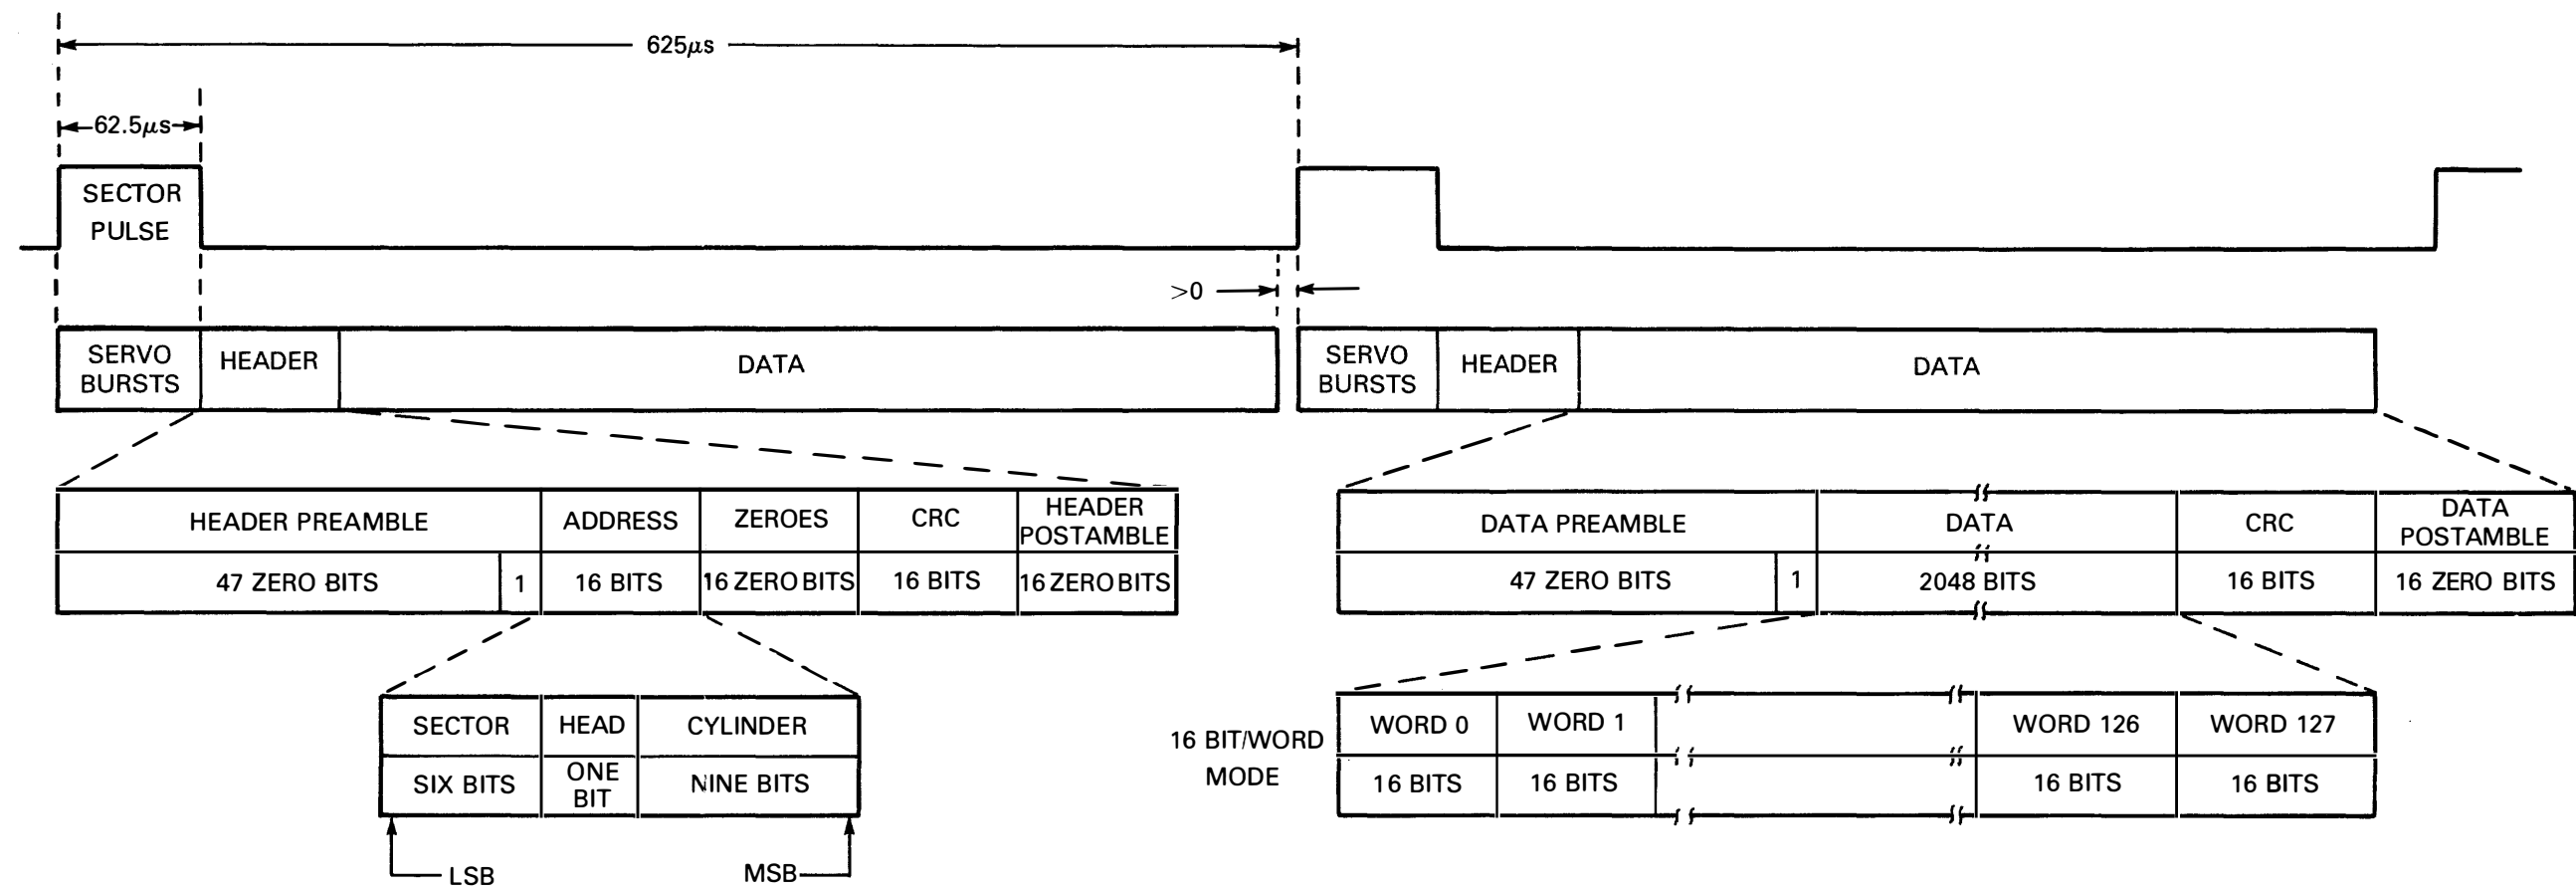 625μs
62.5μs
SECTOR
PULSE
>0
SERVO
BURSTS
HEADER
DATA
SERVO
BURSTS
HEADER
DATA
HEADER PREAMBLE
ADDRESS
ZEROES
CRC
HEADER
POSTAMBLE
47 ZERO BITS
1
16 BITS
16 ZERO BITS
16 BITS
16 ZERO BITS
DATA PREAMBLE
DATA
CRC
DATA
POSTAMBLE
47 ZERO BITS
1
2048 BITS
16 BITS
16 ZERO BITS
SECTOR
HEAD
CYLINDER
SIX BITS
ONE
BIT
NINE BITS
LSB
MSB
16 BIT/WORD
MODE
WORD 0
WORD 1
WORD 126
WORD 127
16 BITS
16 BITS
16 BITS
16 BITS